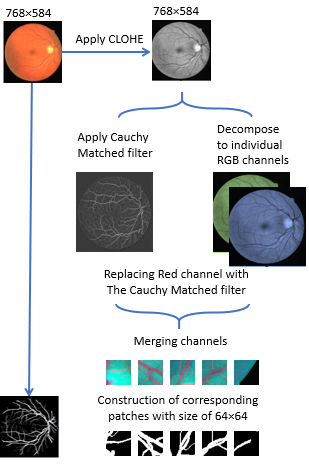 768×584
768×584
Apply CLOHE
Apply Cauchy
Matched filter
Decompose
to individual
RGB channels
Replacing Red channel with
The Cauchy Matched filter
Merging channels
Construction of corresponding
patches with size of 64×64